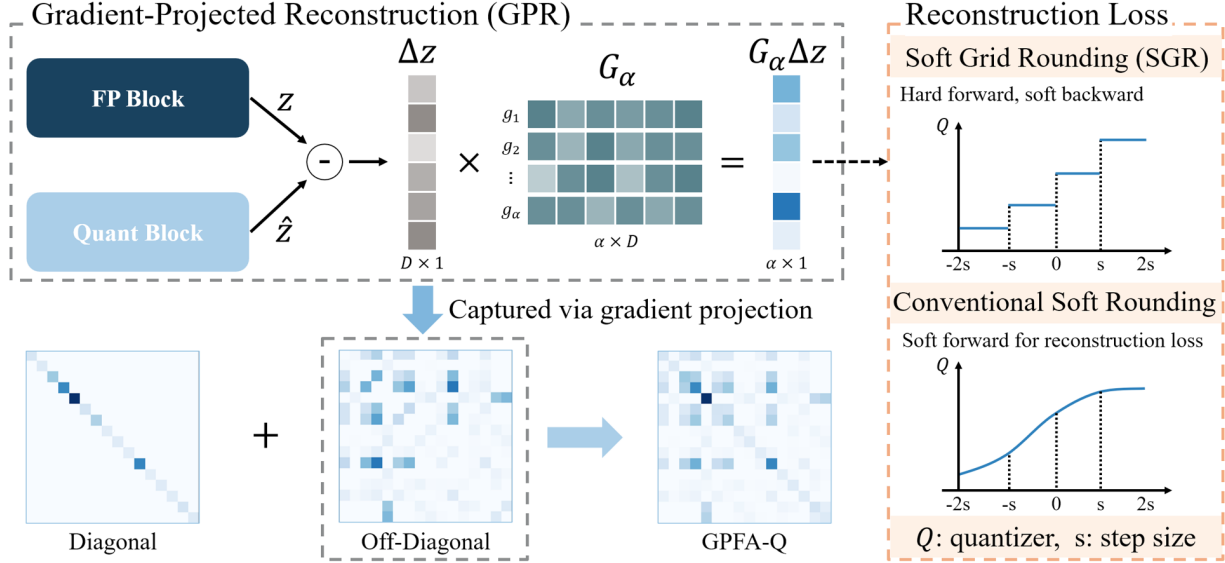 Gradient-Projected Reconstruction (GPR)
FP Block
Quant Block
z
ẑ
-
Δz
D × 1
×
G_α
g_1
g_2
⋮
g_α
α × D
=
G_αΔz
α × 1
Captured via gradient projection
Diagonal
+
Off-Diagonal
GPFA-Q
Reconstruction Loss
Soft Grid Rounding (SGR)
Hard forward, soft backward
Q
-2s -s 0 s 2s
Conventional Soft Rounding
Soft forward for reconstruction loss
Q
-2s -s 0 s 2s
Q: quantizer, s: step size